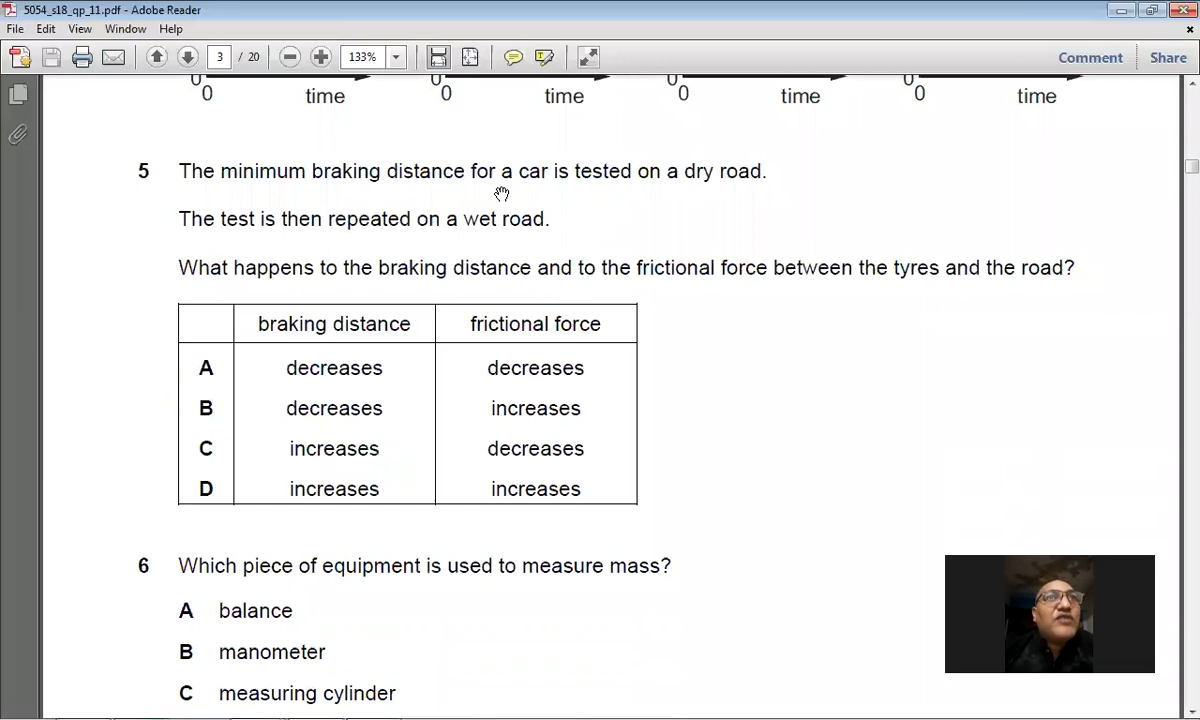 5054_s18_qp_11.pdf - Adobe Reader
File Edit View Window Help
3 / 20 133% Comment Share
0 0 0 0
0 time 0 time 0 time 0 time
5 The minimum braking distance for a car is tested on a dry road.
The test is then repeated on a wet road.
What happens to the braking distance and to the frictional force between the tyres and the road?
braking distance frictional force
A decreases decreases
B decreases increases
C increases decreases
D increases increases
6 Which piece of equipment is used to measure mass?
A balance
B manometer
C measuring cylinder